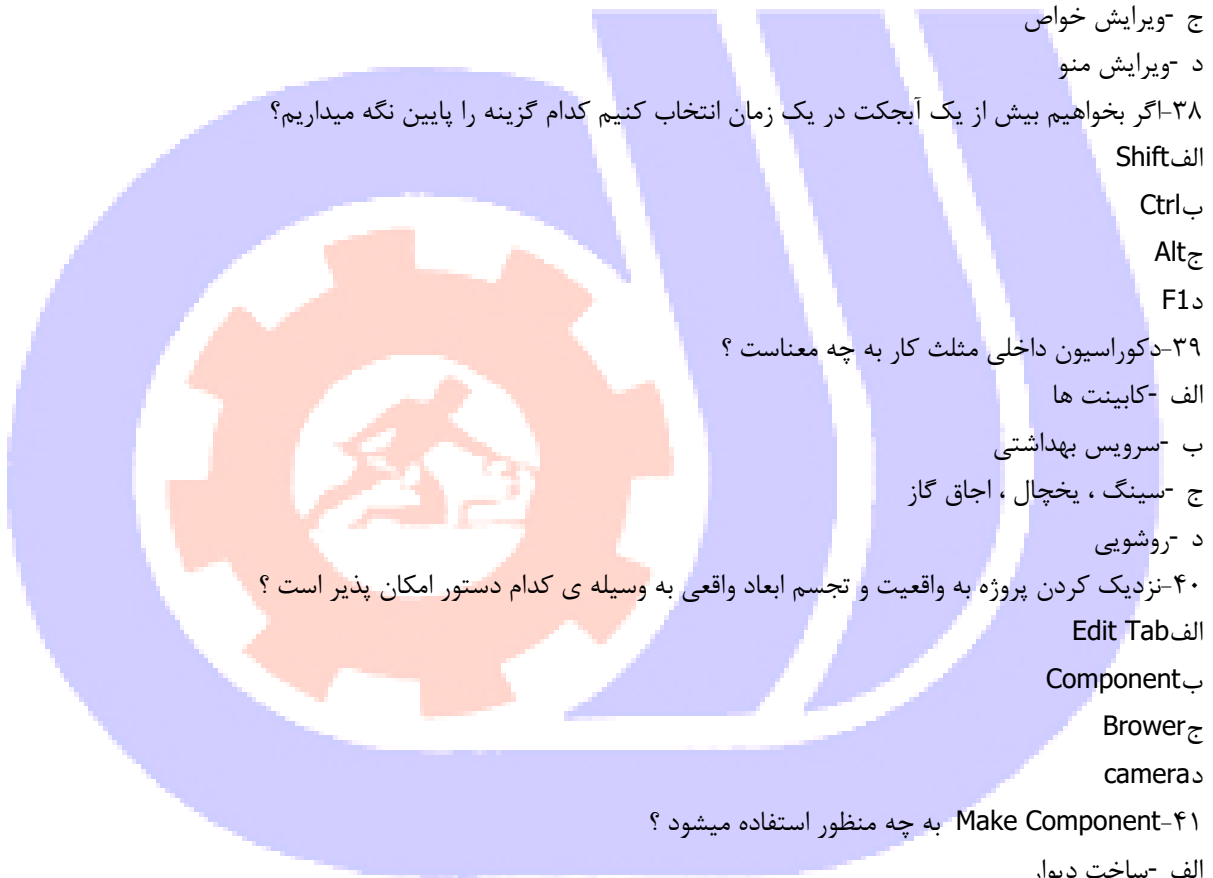 ج -ویرایش خواص
د -ویرایش منو
۳۸-اگر بخواهیم بیش از یک آبجکت در یک زمان انتخاب کنیم کدام گزینه را پایین نگه میداریم؟
الفShift
بCtrl
جAlt
دF1
۳۹-دکوراسیون داخلی مثلث کار به چه معناست ؟
الف -کابینت ها
ب -سرویس بهداشتی
ج -سینگ ، یخچال ، اجاق گاز
د -روشویی
۴۰-نزدیک کردن پروژه به واقعیت و تجسم ابعاد واقعی به وسیله ی کدام دستور امکان پذیر است ؟
الفEdit Tab
بComponent
جBrower
دcamera
۴۱-Make Component به چه منظور استفاده میشود ؟
الف -ساخت دیوار